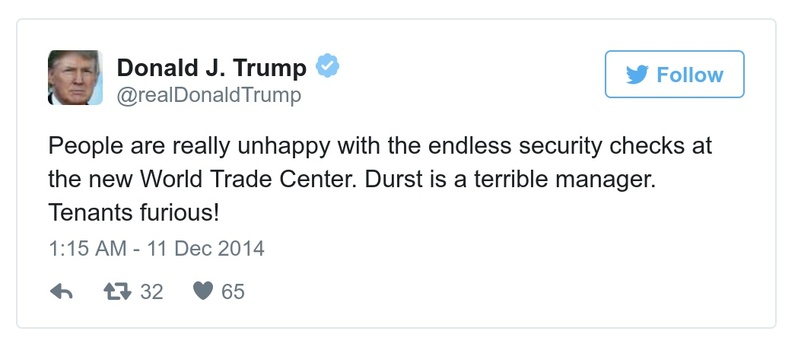 Donald J. Trump
Follow
@realDonaldTrump
People are really unhappy with the endless security checks at
the new World Trade Center. Durst is a terrible manager.
Tenants furious!
1:15 AM - 11 Dec 2014
32 65